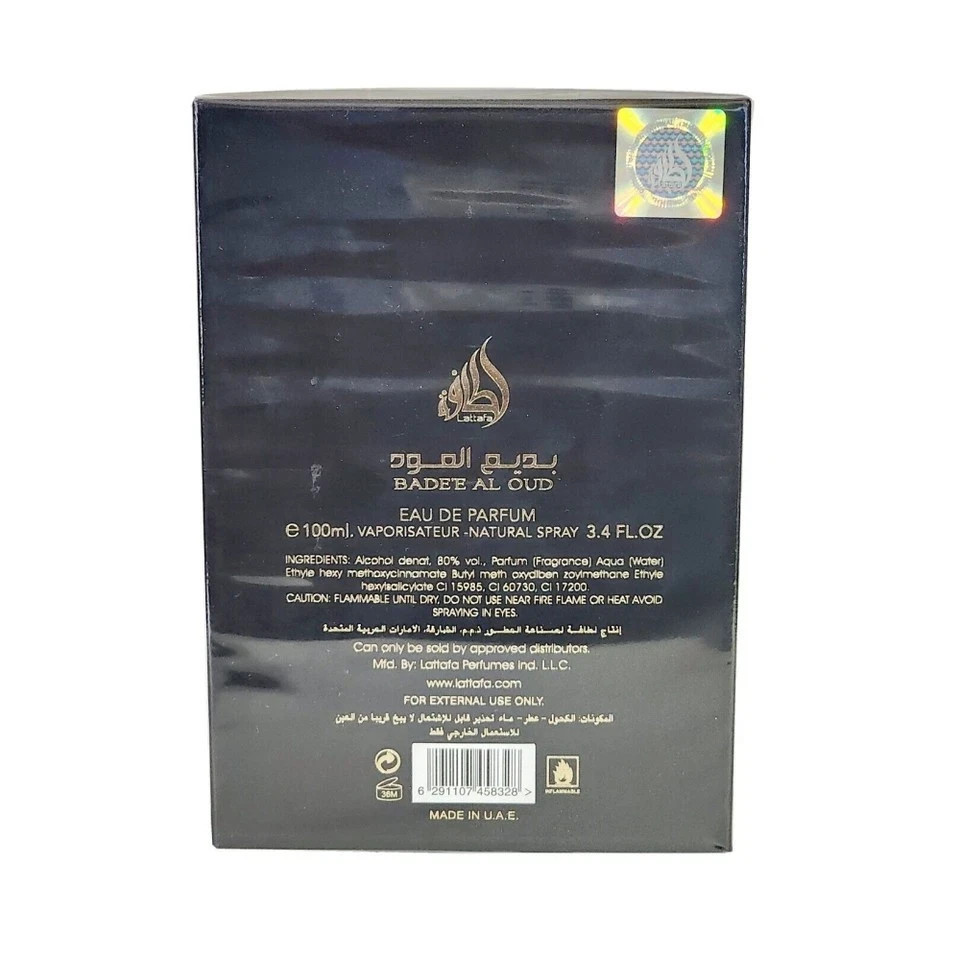 لطافة
Lattafa
بديع العود
BADE'E AL OUD
EAU DE PARFUM
e 100ml, VAPORISATEUR -NATURAL SPRAY 3.4 FL.OZ
INGREDIENTS: Alcohol denat, 80% vol., Parfum (Fragrance) Aqua (Water)
Ethyle hexy methoxycinnamate Butyl meth oxydiben zoylmethane Ethyle
hexylsalicylate CI 15985, CI 60730, CI 17200
CAUTION: FLAMMABLE UNTIL DRY, DO NOT USE NEAR FIRE FLAME OR HEAT AVOID
SPRAYING IN EYES.
إنتاج لطافة لصناعة العطور ذ.م.م. الشارقة، الامارات العربية المتحدة
Can only be sold by approved distributors.
Mfd. By: Lattafa Perfumes Ind. L.L.C.
www.lattafa.com
FOR EXTERNAL USE ONLY.
المكونات: الكحول - عطر - ماء تحذير قابل للإشتعال لا يبخ قريبا من العين
للاستعمال الخارجي فقط
36M
6 291107 458328 >
INFLAMMABLE
MADE IN U.A.E.